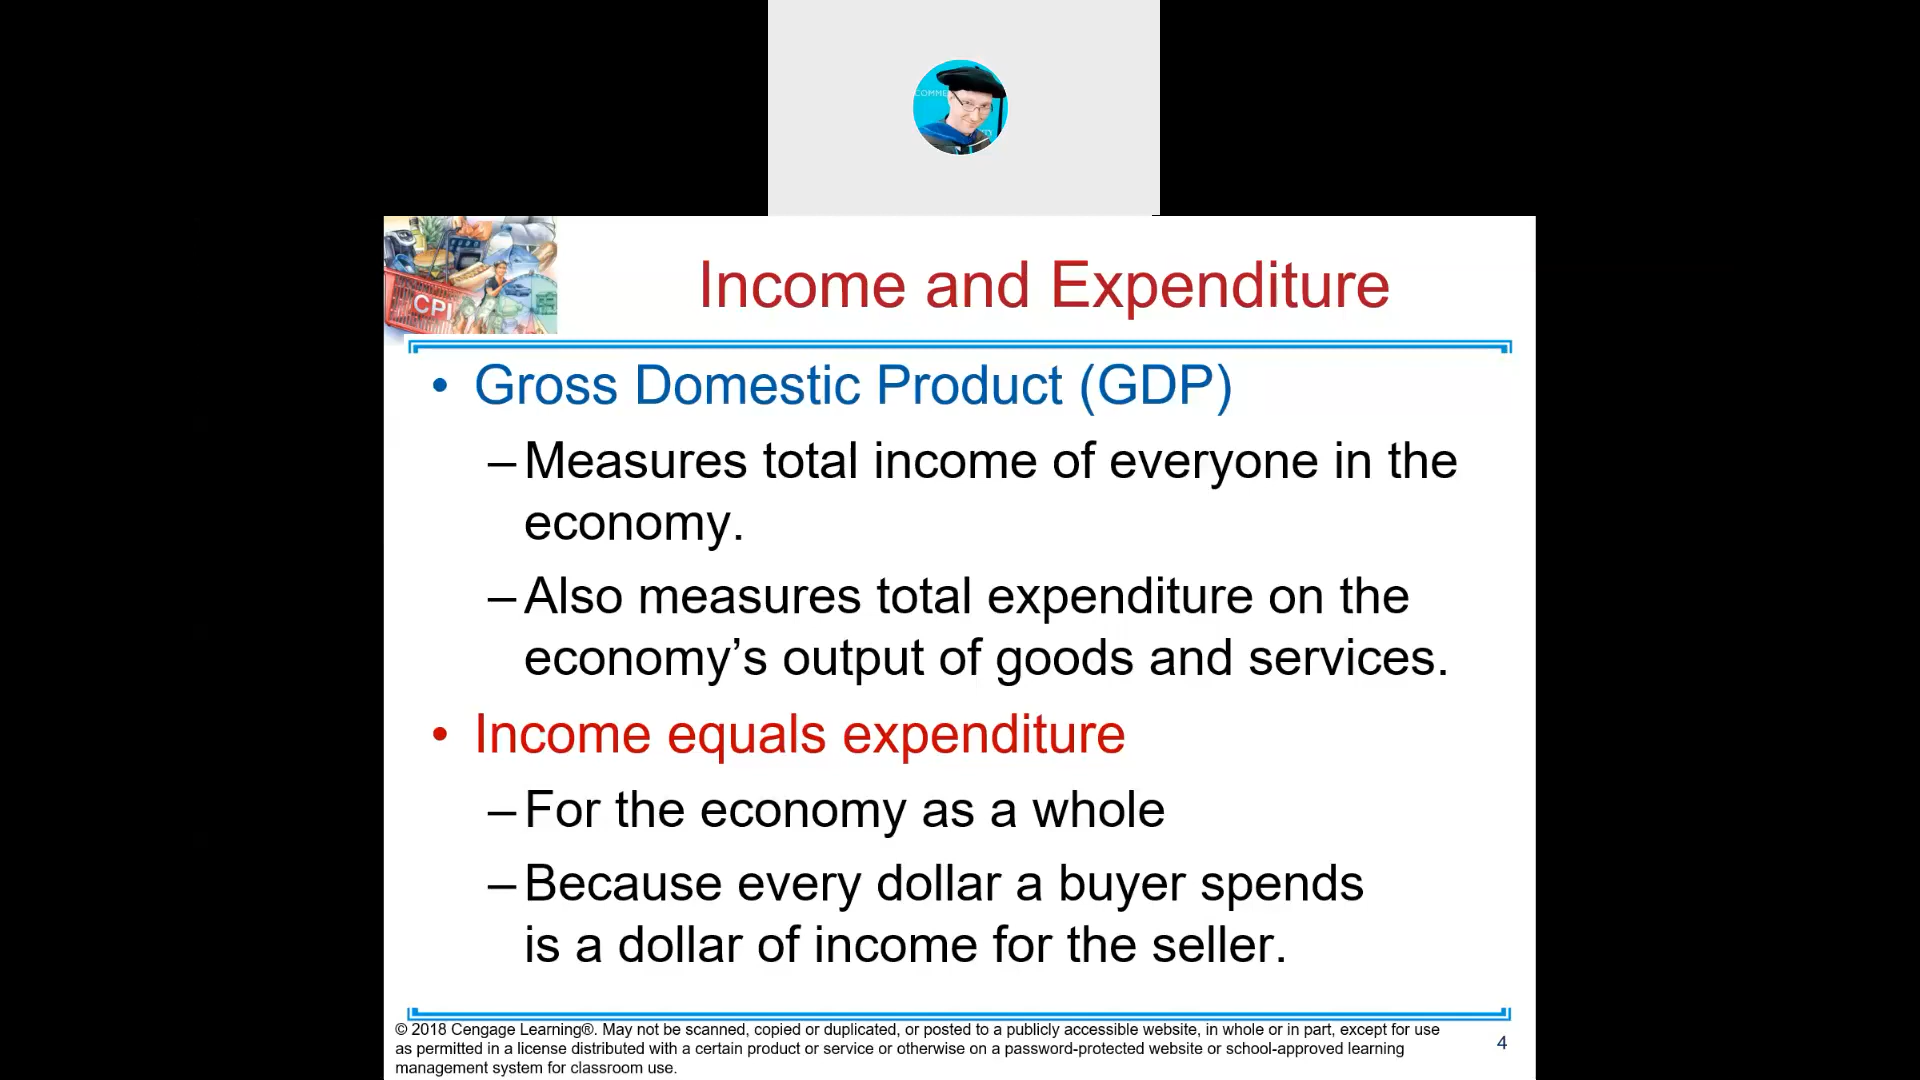 COMME
CPI
Income and Expenditure
• Gross Domestic Product (GDP)
– Measures total income of everyone in the
economy.
– Also measures total expenditure on the
economy’s output of goods and services.
• Income equals expenditure
– For the economy as a whole
– Because every dollar a buyer spends
is a dollar of income for the seller.
© 2018 Cengage Learning®. May not be scanned, copied or duplicated, or posted to a publicly accessible website, in whole or in part, except for use
as permitted in a license distributed with a certain product or service or otherwise on a password-protected website or school-approved learning
management system for classroom use.
4